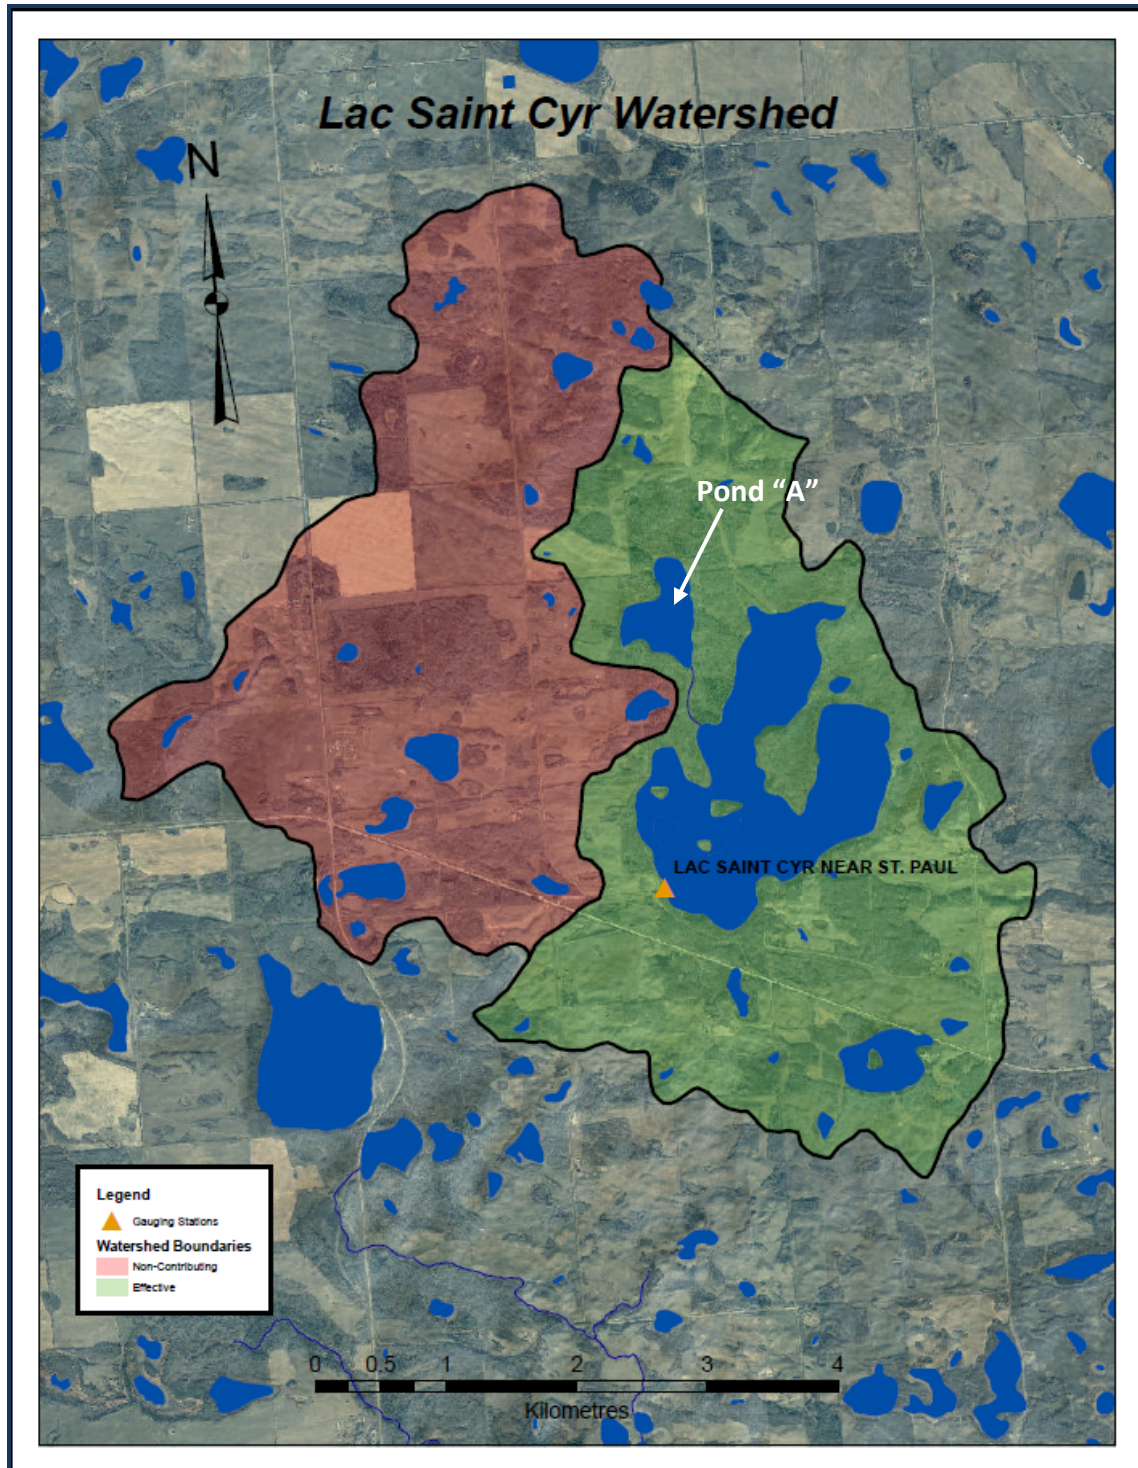 Lac Saint Cyr Watershed
N
Pond “A”
LAC SAINT CYR NEAR ST. PAUL
Legend
Gauging Stations
Watershed Boundaries
Non-Contributing
Effective
0 0.5 1 2 3 4
Kilometres